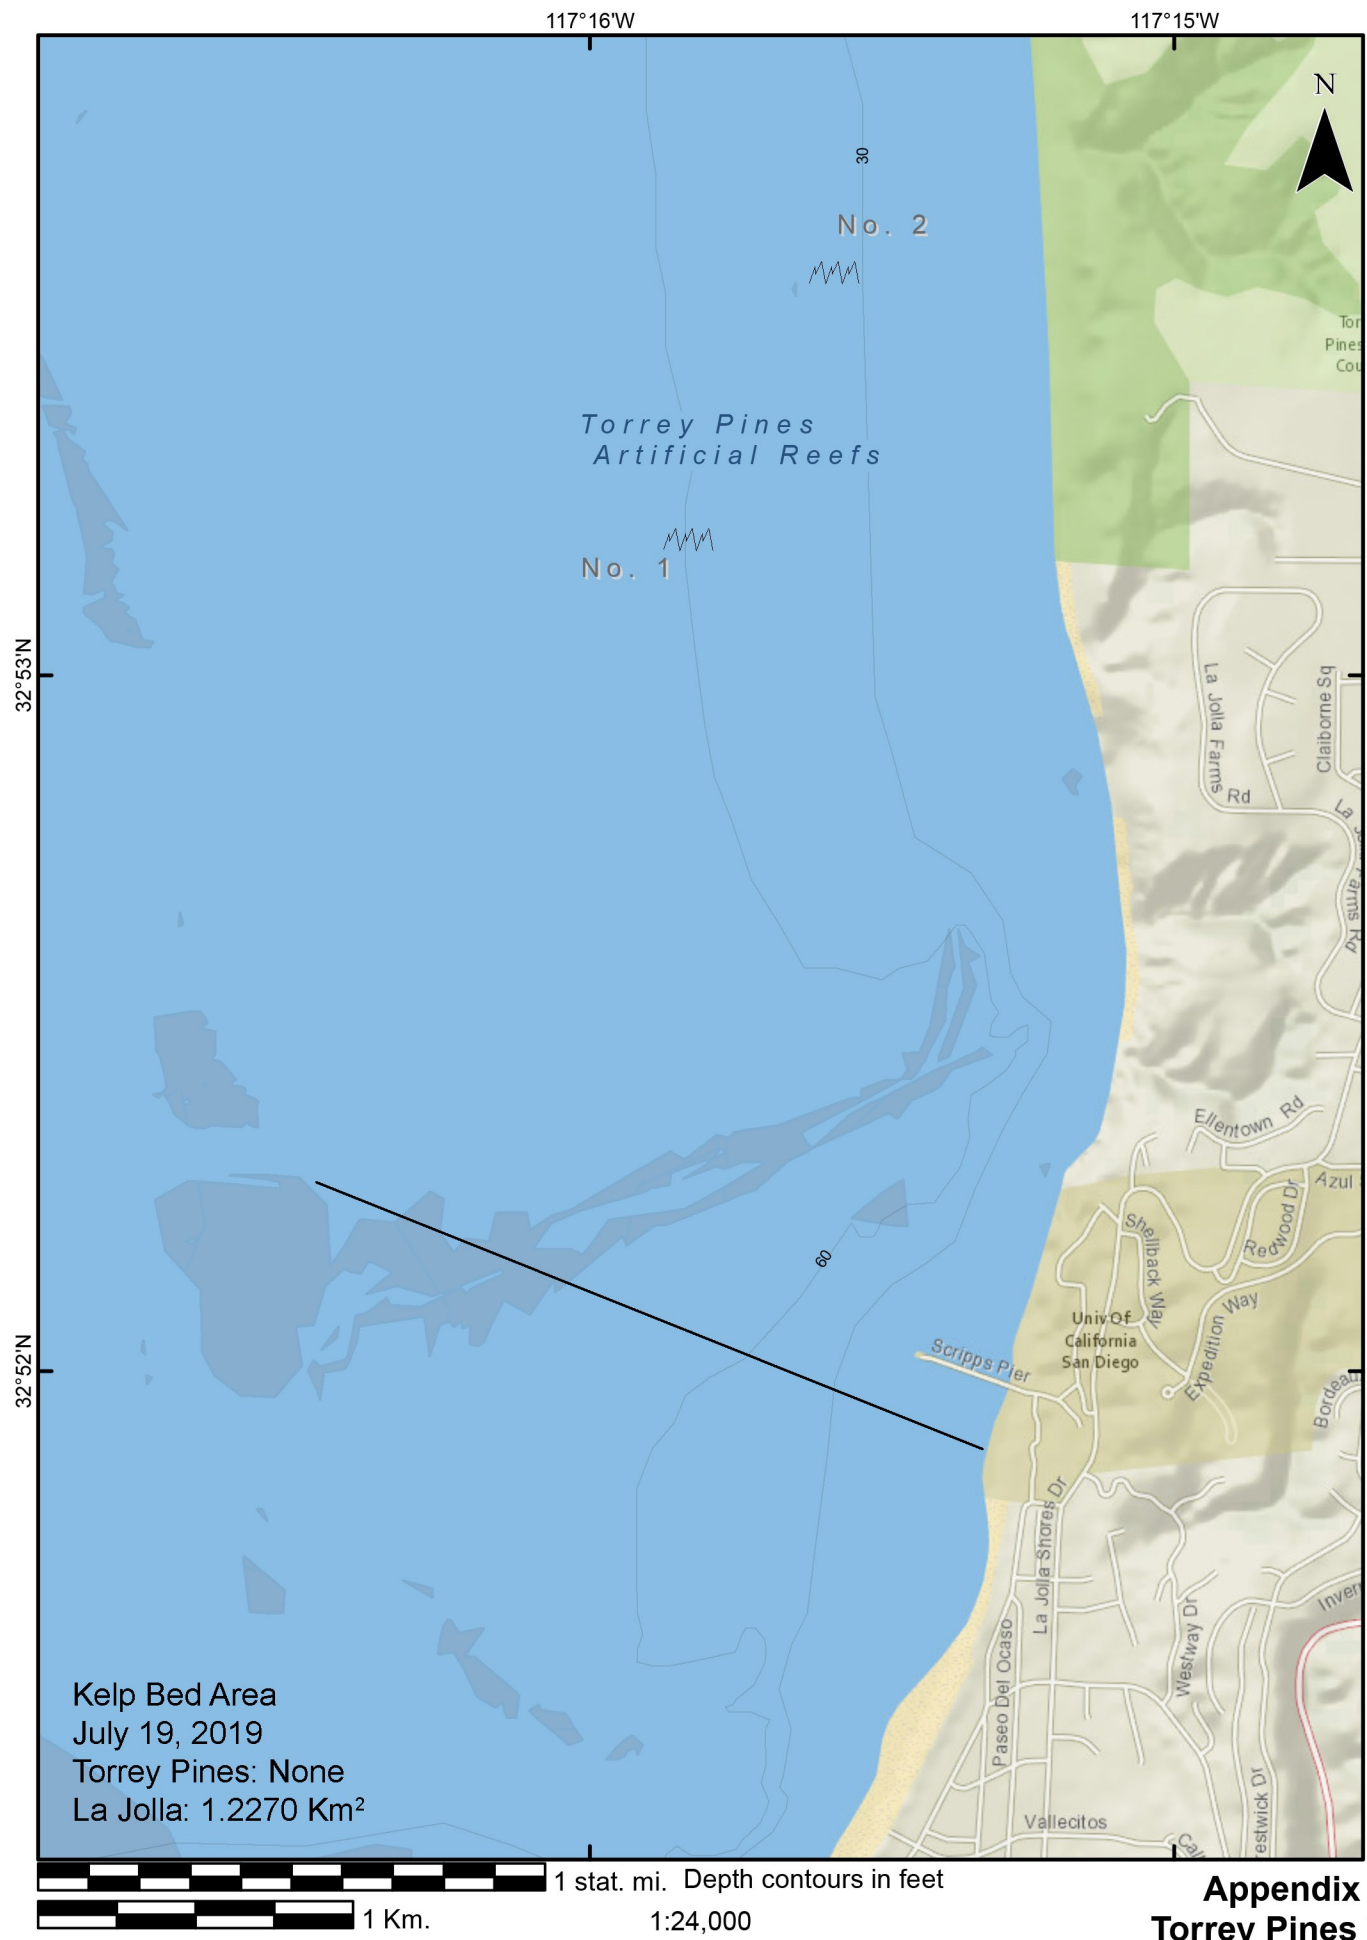 117°16'W
117°15'W
N
30
No. 2
Torrey Pines
Artificial Reefs
No. 1
32°53'N
Tor
Pines
Cou
La Jolla Farms
Rd
Claiborne Sq
60
Ellentown Rd
Azul
Redwood Dr
Shellback Way
Expedition Way
Univ Of
California
San Diego
Scripps Pier
32°52'N
La Jolla Shores Dr
Paseo Del Ocaso
Westway Dr
Vallecitos
Kelp Bed Area
July 19, 2019
Torrey Pines: None
La Jolla: 1.2270 Km²
1 stat. mi. Depth contours in feet
1 Km.
1:24,000
Appendix
Torrey Pines